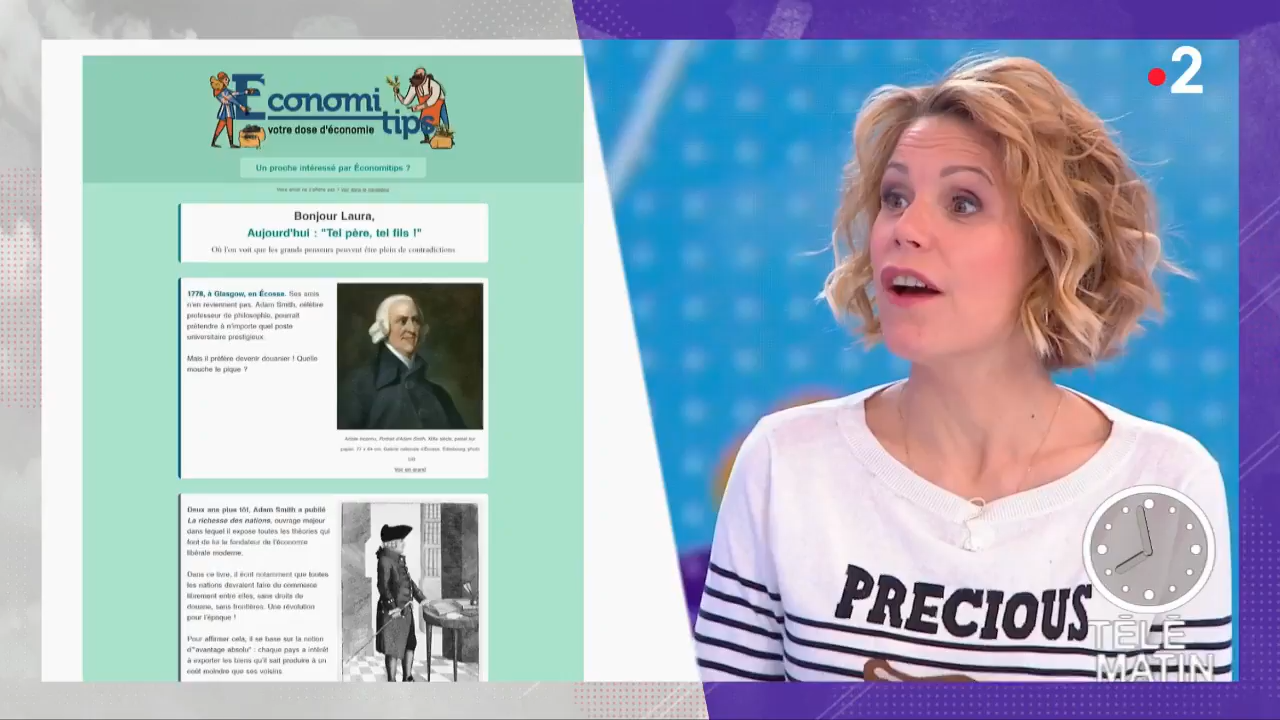 Economi
tips
votre dose d'économie
Un proche intéressé par Économitips ?
Voir dans le navigateur
Bonjour Laura,
Aujourd'hui : "Tel père, tel fils !"
Où l'on voit que les grands penseurs peuvent être plein de contradictions
1778, à Glasgow, en Écosse. Ses amis
n'en reviennent pas. Adam Smith, célèbre
professeur de philosophie, pourrait
prétendre à n'importe quel poste
universitaire prestigieux.
Mais il préfère devenir douanier ! Quelle
mouche le pique ?
Voir en grand
Deux ans plus tôt, Adam Smith a publié
La richesse des nations, ouvrage majeur
dans lequel il expose toutes les théories qui
font de lui le fondateur de l'économie
libérale moderne.
Dans ce livre, il écrit notamment que toutes
les nations devraient faire du commerce
librement entre elles, sans droits de
douane, sans frontières. Une révolution
pour l'époque !
Pour affirmer cela, il se base sur la notion
d'"avantage absolu" : chaque pays a intérêt
à exporter les biens qu'il sait produire à un
coût moindre que ses voisins
2
PRECIOUS
TÉLÉ
MATIN